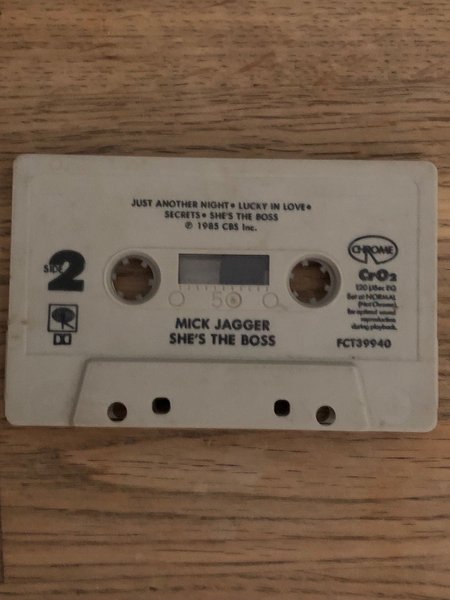 JUST ANOTHER NIGHT • LUCKY IN LOVE •
SECRETS • SHE'S THE BOSS
℗ 1985 CBS Inc.
SIDE 2
50
MICK JAGGER
SHE'S THE BOSS
CHROME
CrO2
120 µSec EQ
Set at NORMAL
(Not Chrome),
for optimal sound
reproduction
during playback.
FCT39940